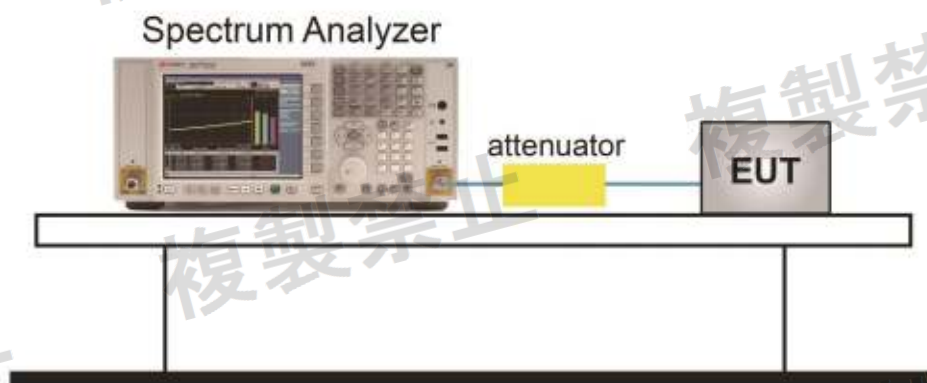 Spectrum Analyzer
attenuator
EUT
複製禁
複製禁止